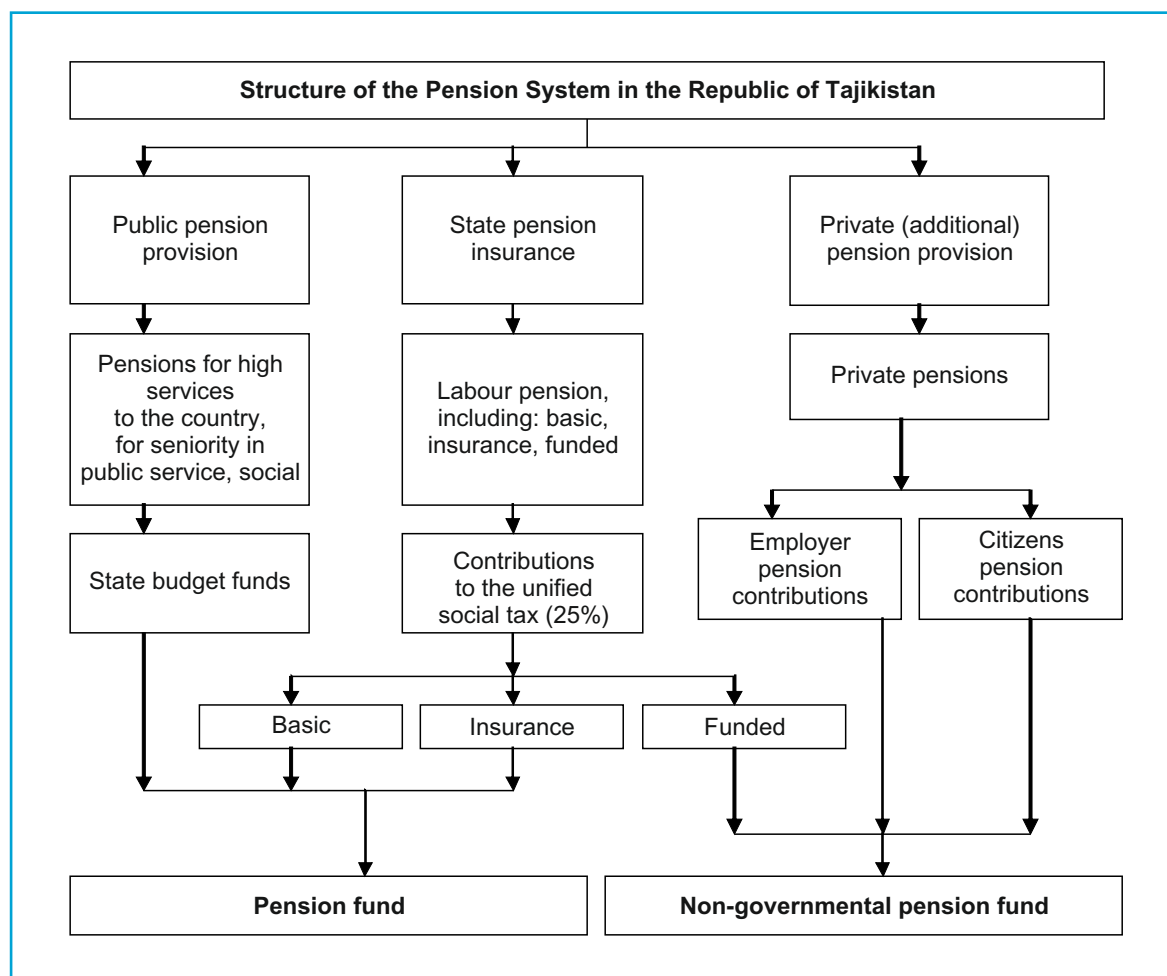 Structure of the Pension System in the Republic of Tajikistan
Public pension
provision
State pension
insurance
Private (additional)
pension provision
Pensions for high
services
to the country,
for seniority in
public service, social
Labour pension,
including: basic,
insurance, funded
Private pensions
State budget funds
Contributions
to the unified
social tax (25%)
Employer
pension
contributions
Citizens
pension
contributions
Basic
Insurance
Funded
Pension fund
Non-governmental pension fund